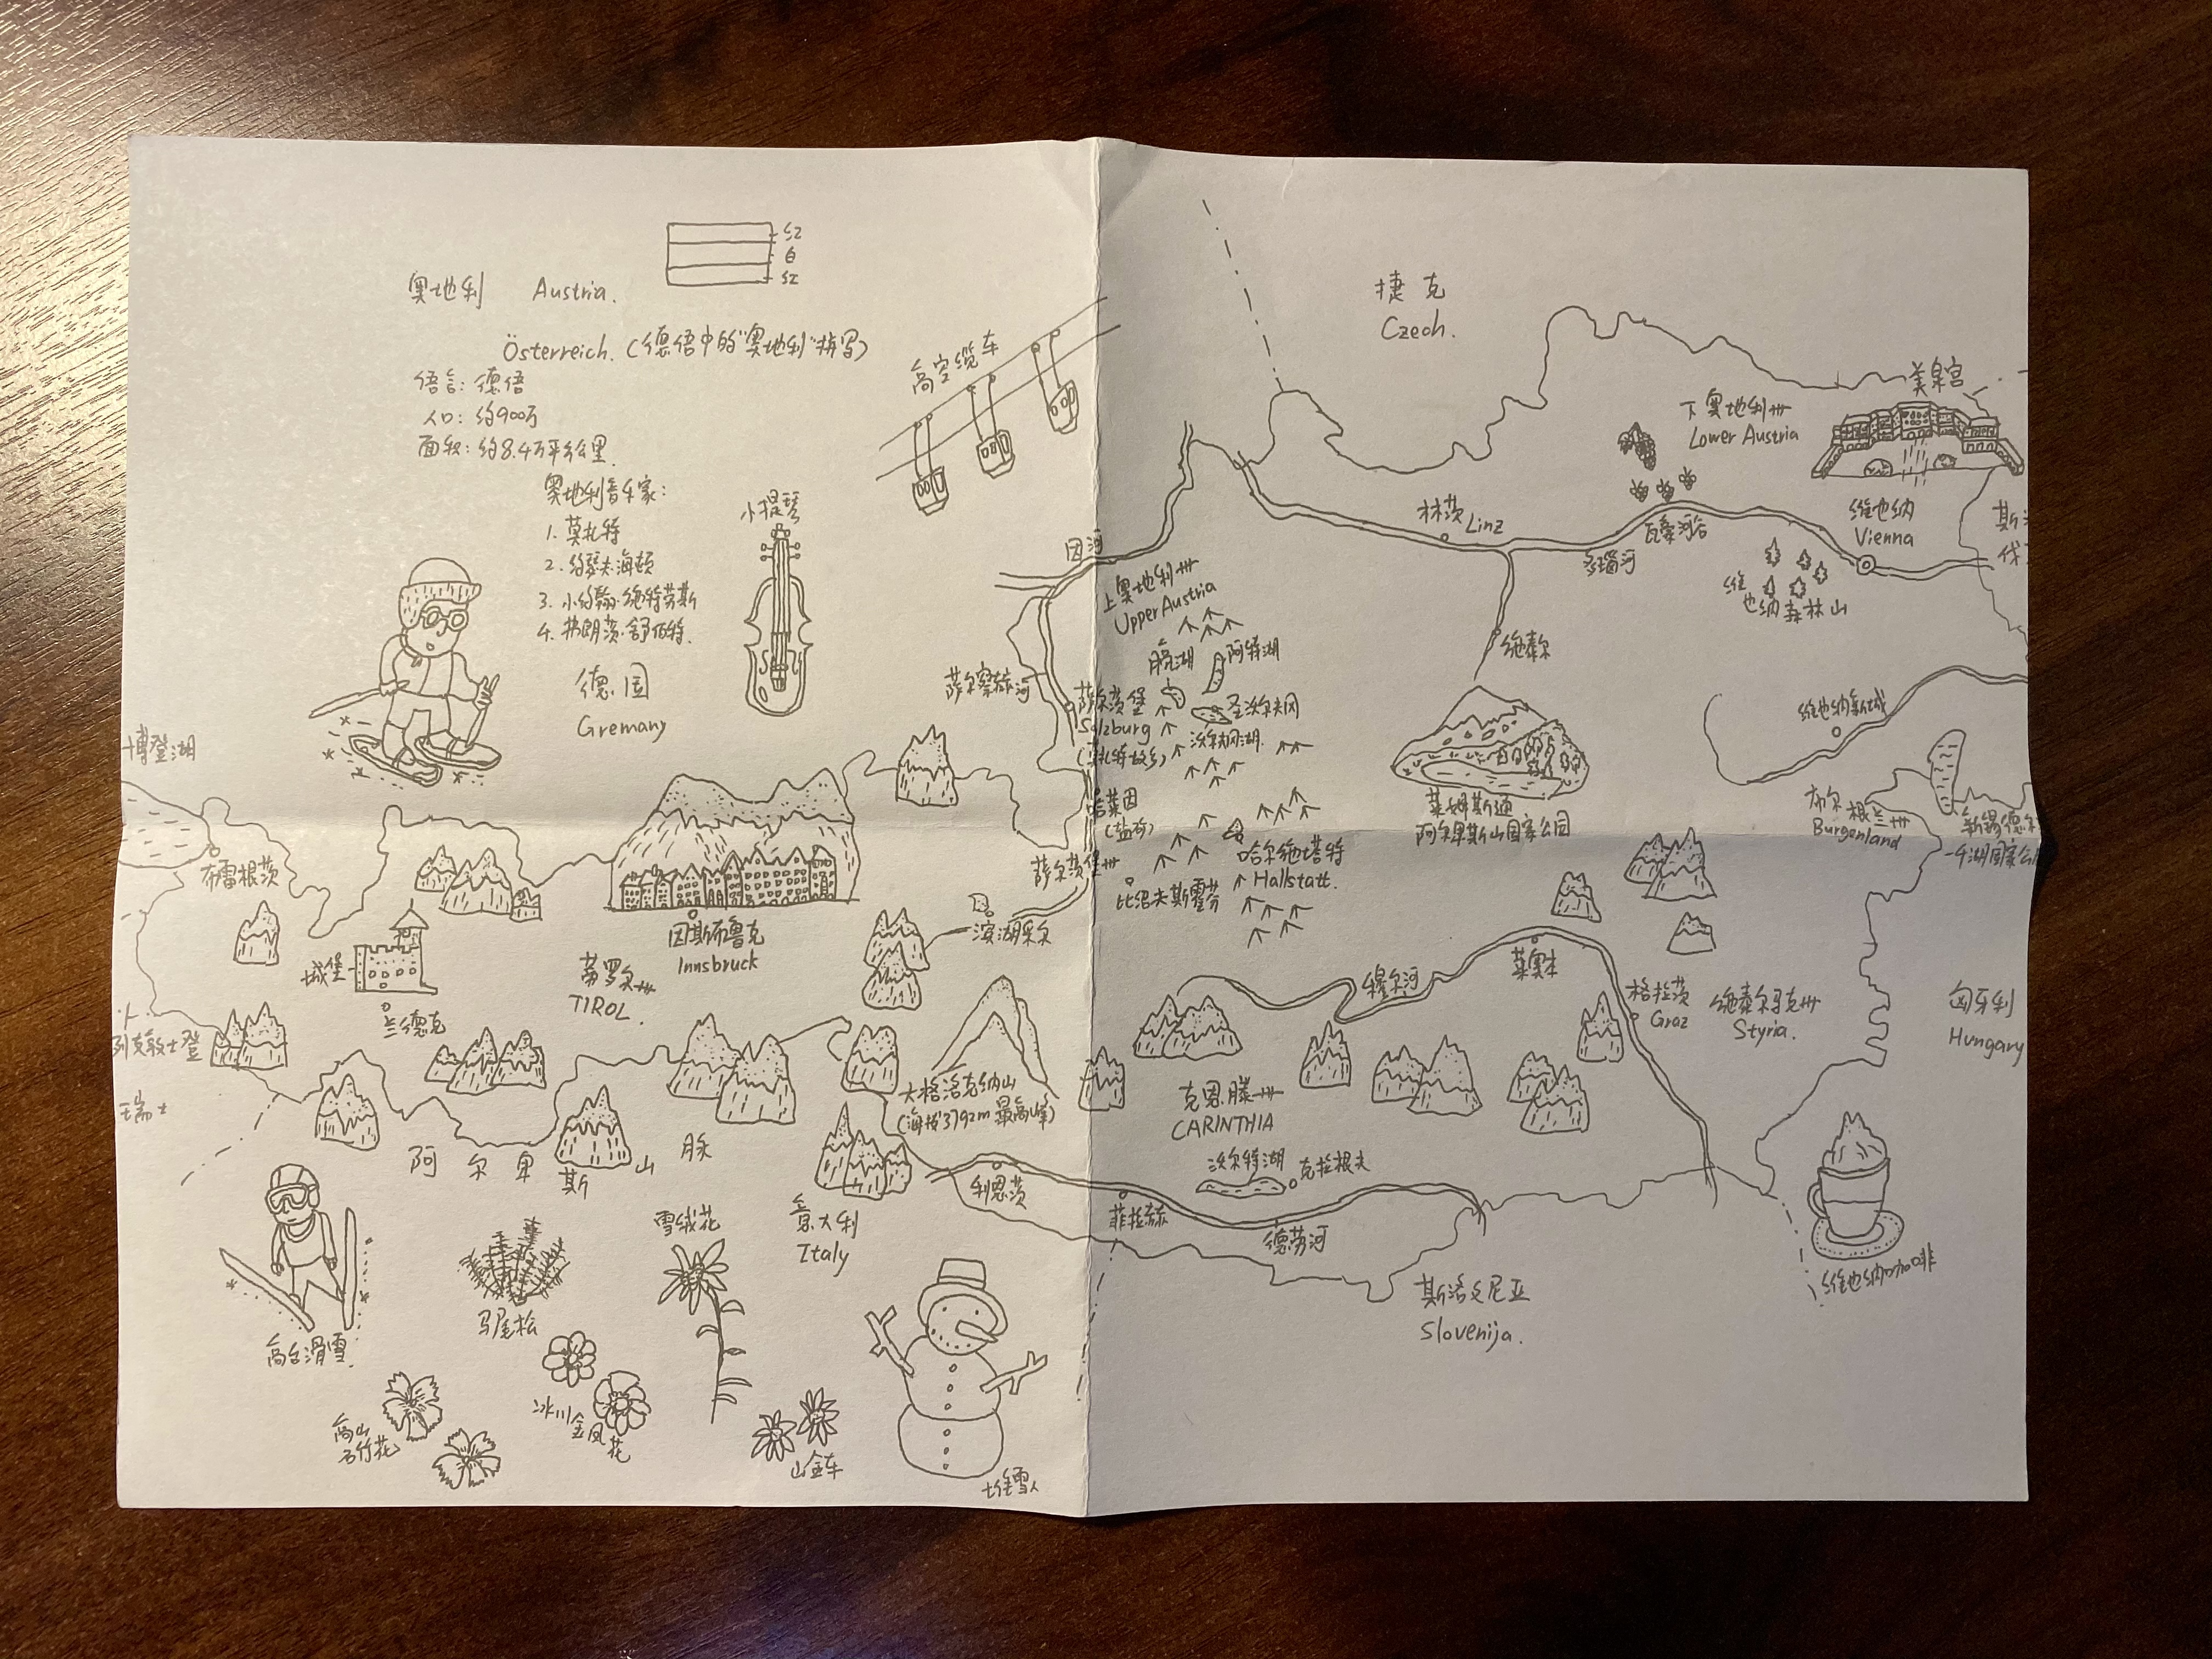 红
白
红
奥地利 Austria.
Österreich.(德语中的"奥地利"拼写)
语言:德语
人口:约900万
面积:约8.4万平方公里.
奥地利音乐家:
1. 莫扎特
2. 约瑟夫·海顿
3. 小约翰·施特劳斯
4. 弗朗茨·舒伯特.
小提琴
高空缆车
德国
Gremany
博登湖
布雷根茨
城堡
兰德克
列支敦士登
瑞士
因斯布鲁克
Innsbruck
蒂罗尔州
TIROL.
因河
萨尔察赫河
萨尔茨堡
Salzburg
(莫扎特故乡)
哈莱因
(盐矿)
萨尔茨堡州
滨湖采尔
大格洛克纳山
(海拔3792m 最高峰)
阿尔卑斯山脉
意大利
Italy
利恩茨
高台滑雪
马尾松
雪绒花
高山
石竹花
冰川金凤花
山金车
堆雪人
捷克
Czech.
上奥地利州
Upper Austria
月亮湖
阿特湖
圣沃尔夫冈
沃尔夫冈湖.
哈尔施塔特
Hallstatt.
比绍夫斯霍芬
林茨 Linz
施泰尔
莱姆斯通
阿尔卑斯山国家公园
下奥地利州
Lower Austria
瓦豪河谷
多瑙河
美泉宫
维也纳
Vienna
维也纳森林山
斯洛
伐
维也纳新城
布尔根兰州
Burgenland
新锡德尔
-湖国家公
穆尔河
莱奥本
格拉茨
Graz
施泰尔马克州
Styria.
匈牙利
Hungary
克恩滕州
CARINTHIA
沃尔特湖
克拉根夫
菲拉赫
德劳河
斯洛文尼亚
Slovenija.
维也纳咖啡